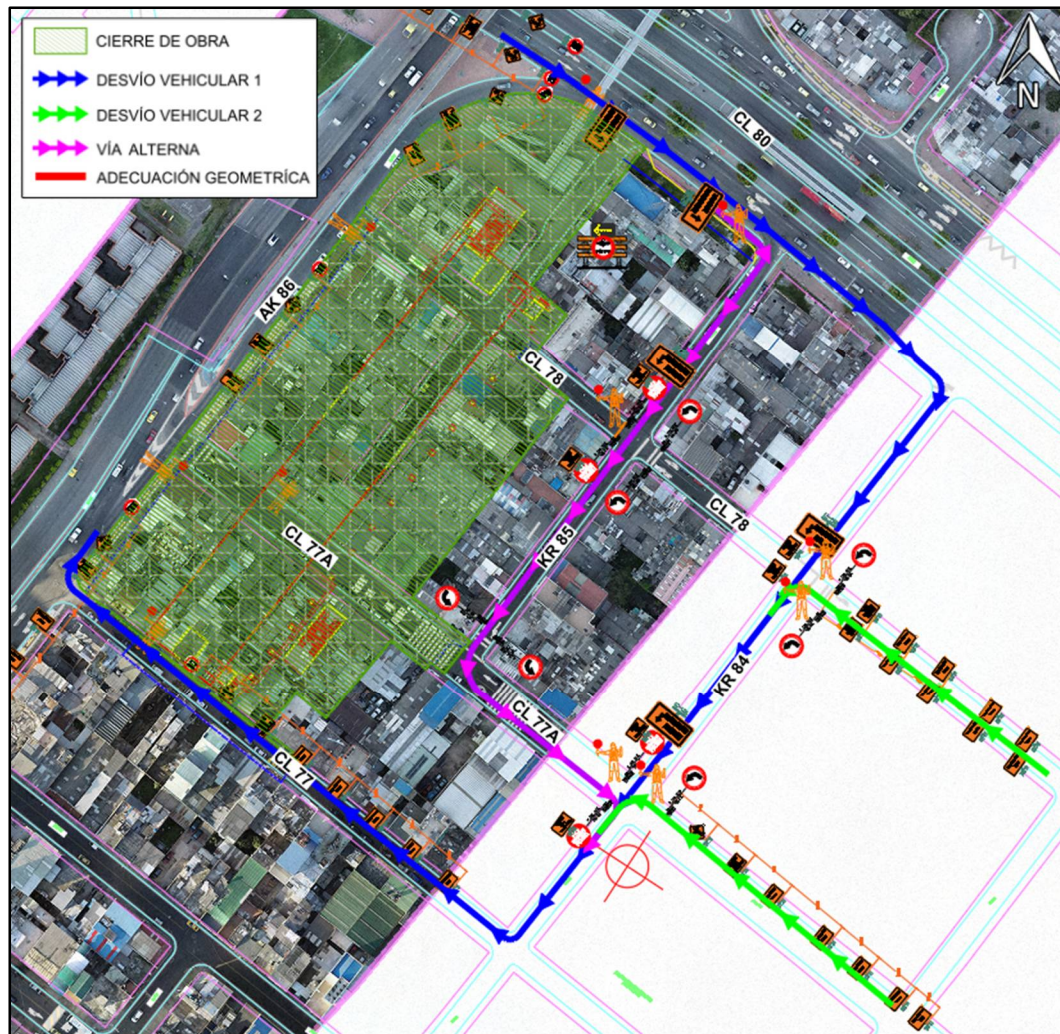 CIERRE DE OBRA
DESVÍO VEHICULAR 1
DESVÍO VEHICULAR 2
VÍA ALTERNA
ADECUACIÓN GEOMETRÍCA
N
CL 80
AK 86
CL 78
CL 78
CL 77A
KR 85
KR 84
CL 77A
CL 77